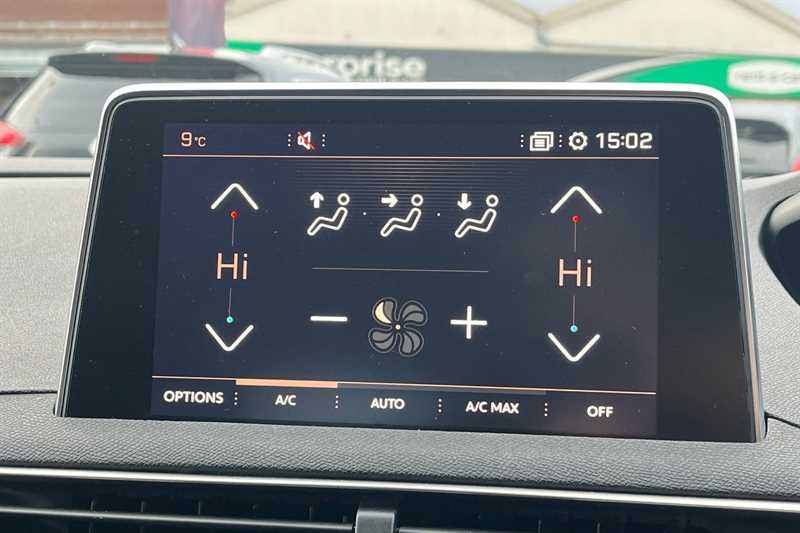 9°C
15:02
Hi
Hi
OPTIONS
A/C
AUTO
A/C MAX
OFF